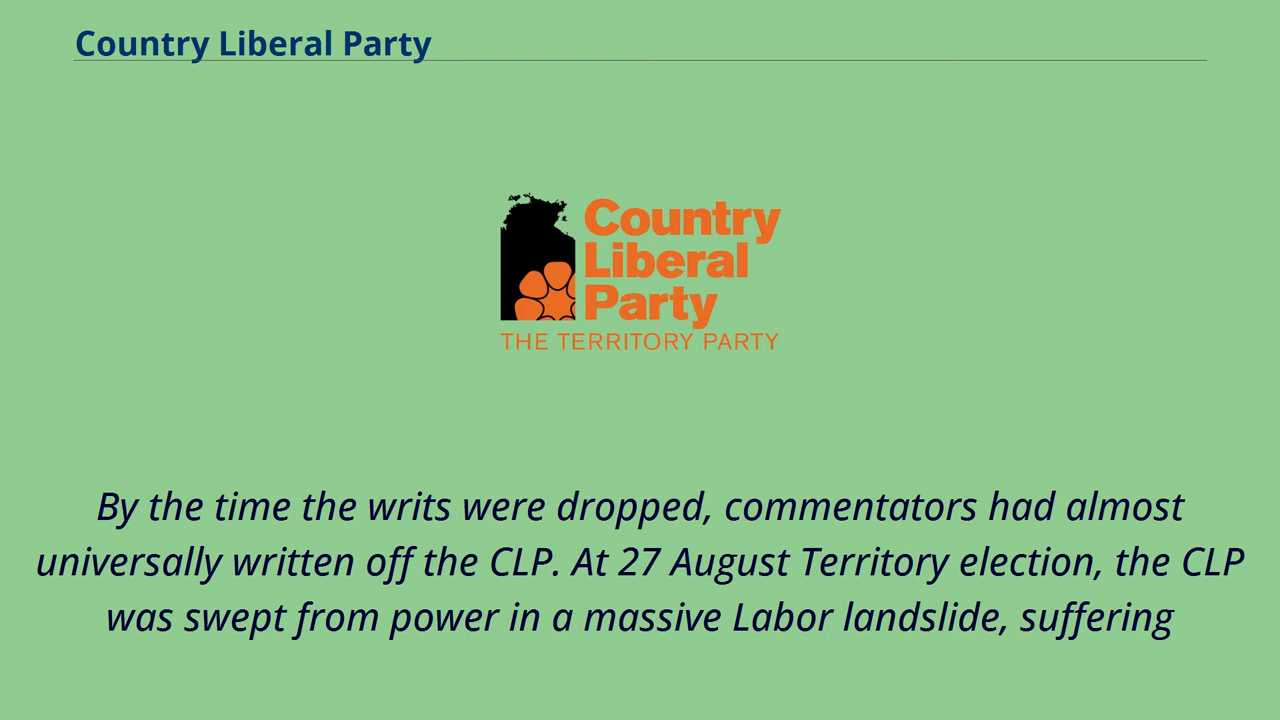 Country Liberal Party
Country
Liberal
Party
THE TERRITORY PARTY
By the time the writs were dropped, commentators had almost
universally written off the CLP. At 27 August Territory election, the CLP
was swept from power in a massive Labor landslide, suffering